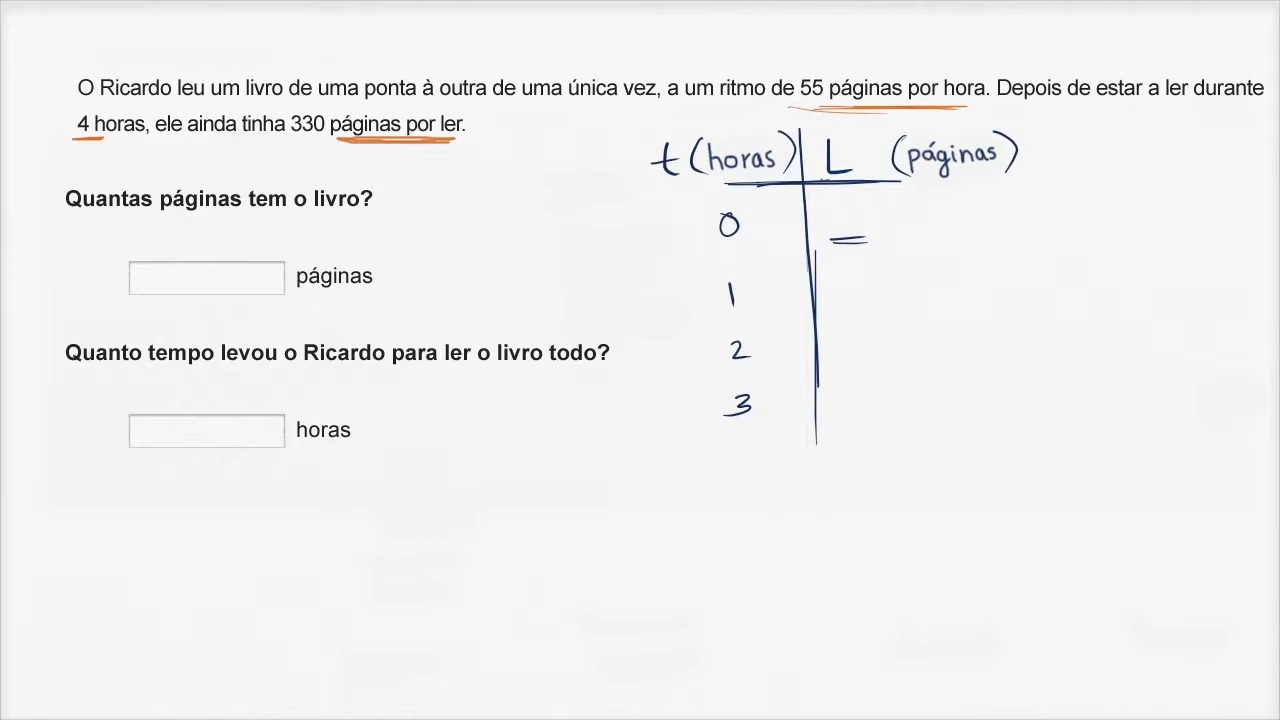 O Ricardo leu um livro de uma ponta à outra de uma única vez, a um ritmo de 55 páginas por hora. Depois de estar a ler durante
4 horas, ele ainda tinha 330 páginas por ler.
t (horas) L (páginas)
Quantas páginas tem o livro?
0 =
páginas
1
Quanto tempo levou o Ricardo para ler o livro todo?
2
3
horas